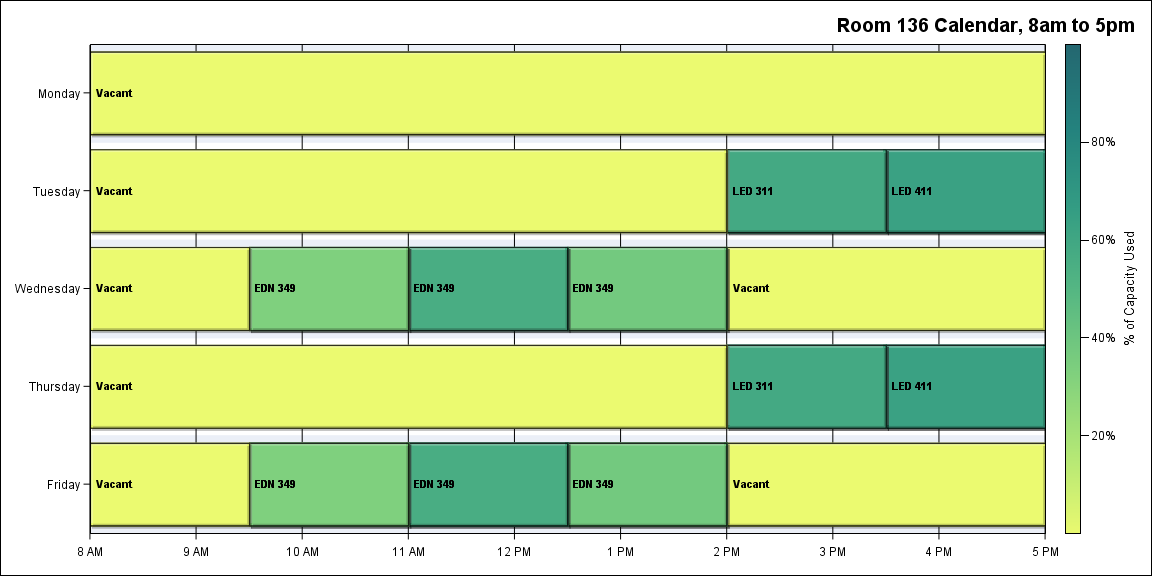 Room 136 Calendar, 8am to 5pm
Monday
Vacant
Tuesday
Vacant
LED 311
LED 411
Wednesday
Vacant
EDN 349
EDN 349
EDN 349
Vacant
Thursday
Vacant
LED 311
LED 411
Friday
Vacant
EDN 349
EDN 349
EDN 349
Vacant
8 AM
9 AM
10 AM
11 AM
12 PM
1 PM
2 PM
3 PM
4 PM
5 PM
80%
60%
40%
20%
% of Capacity Used